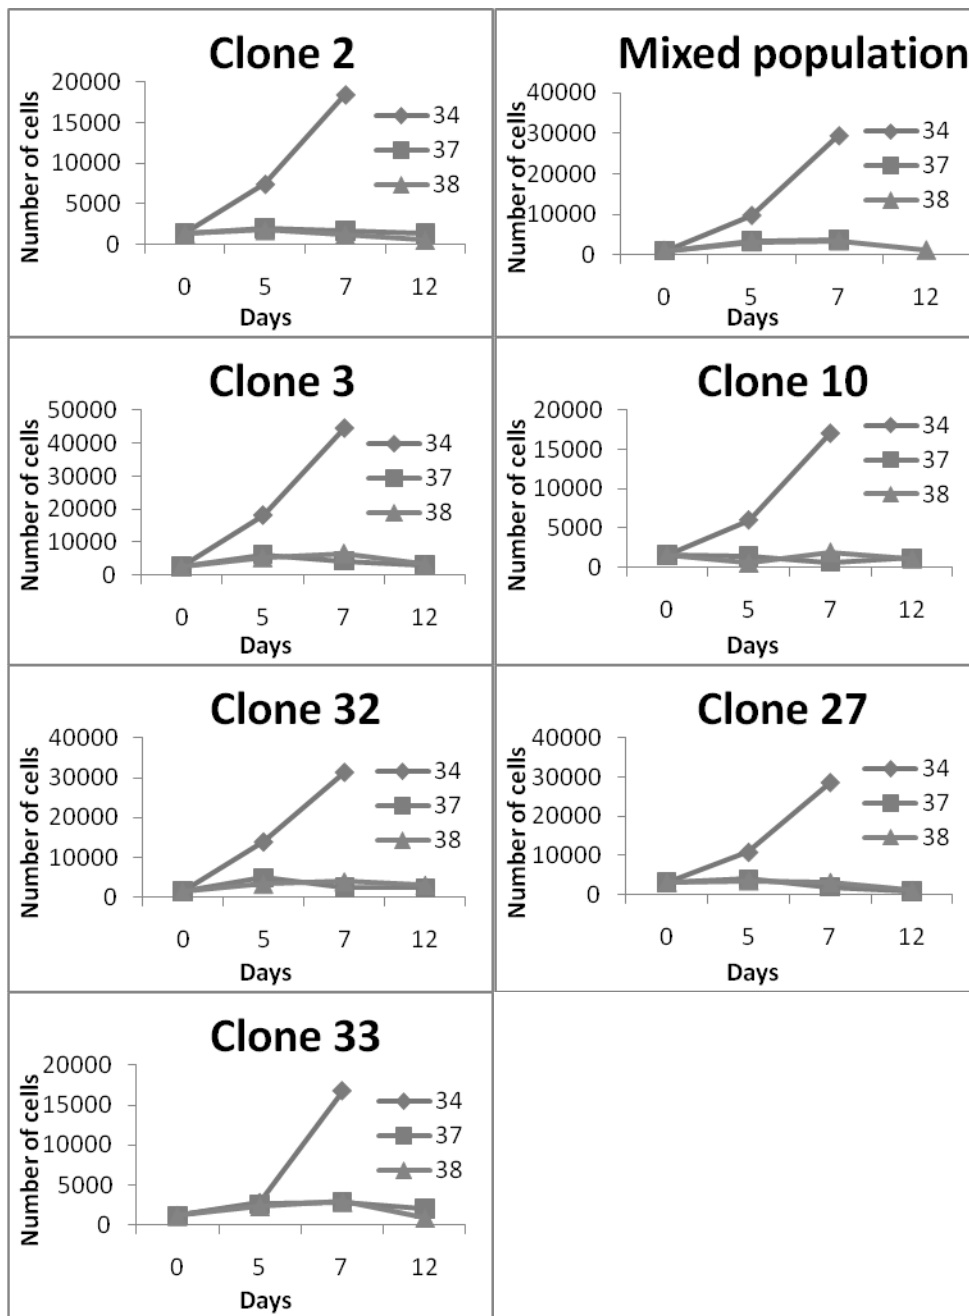 Clone 2
Number of cells
20000
15000
10000
5000
0
0 5 7 12
Days
34
37
38
Mixed population
Number of cells
40000
30000
20000
10000
0
0 5 7 12
Days
34
37
38
Clone 3
Number of cells
50000
40000
30000
20000
10000
0
0 5 7 12
Days
34
37
38
Clone 10
Number of cells
20000
15000
10000
5000
0
0 5 7 12
Days
34
37
38
Clone 32
Number of cells
40000
30000
20000
10000
0
0 5 7 12
Days
34
37
38
Clone 27
Number of cells
40000
30000
20000
10000
0
0 5 7 12
Days
34
37
38
Clone 33
Number of cells
20000
15000
10000
5000
0
0 5 7 12
Days
34
37
38